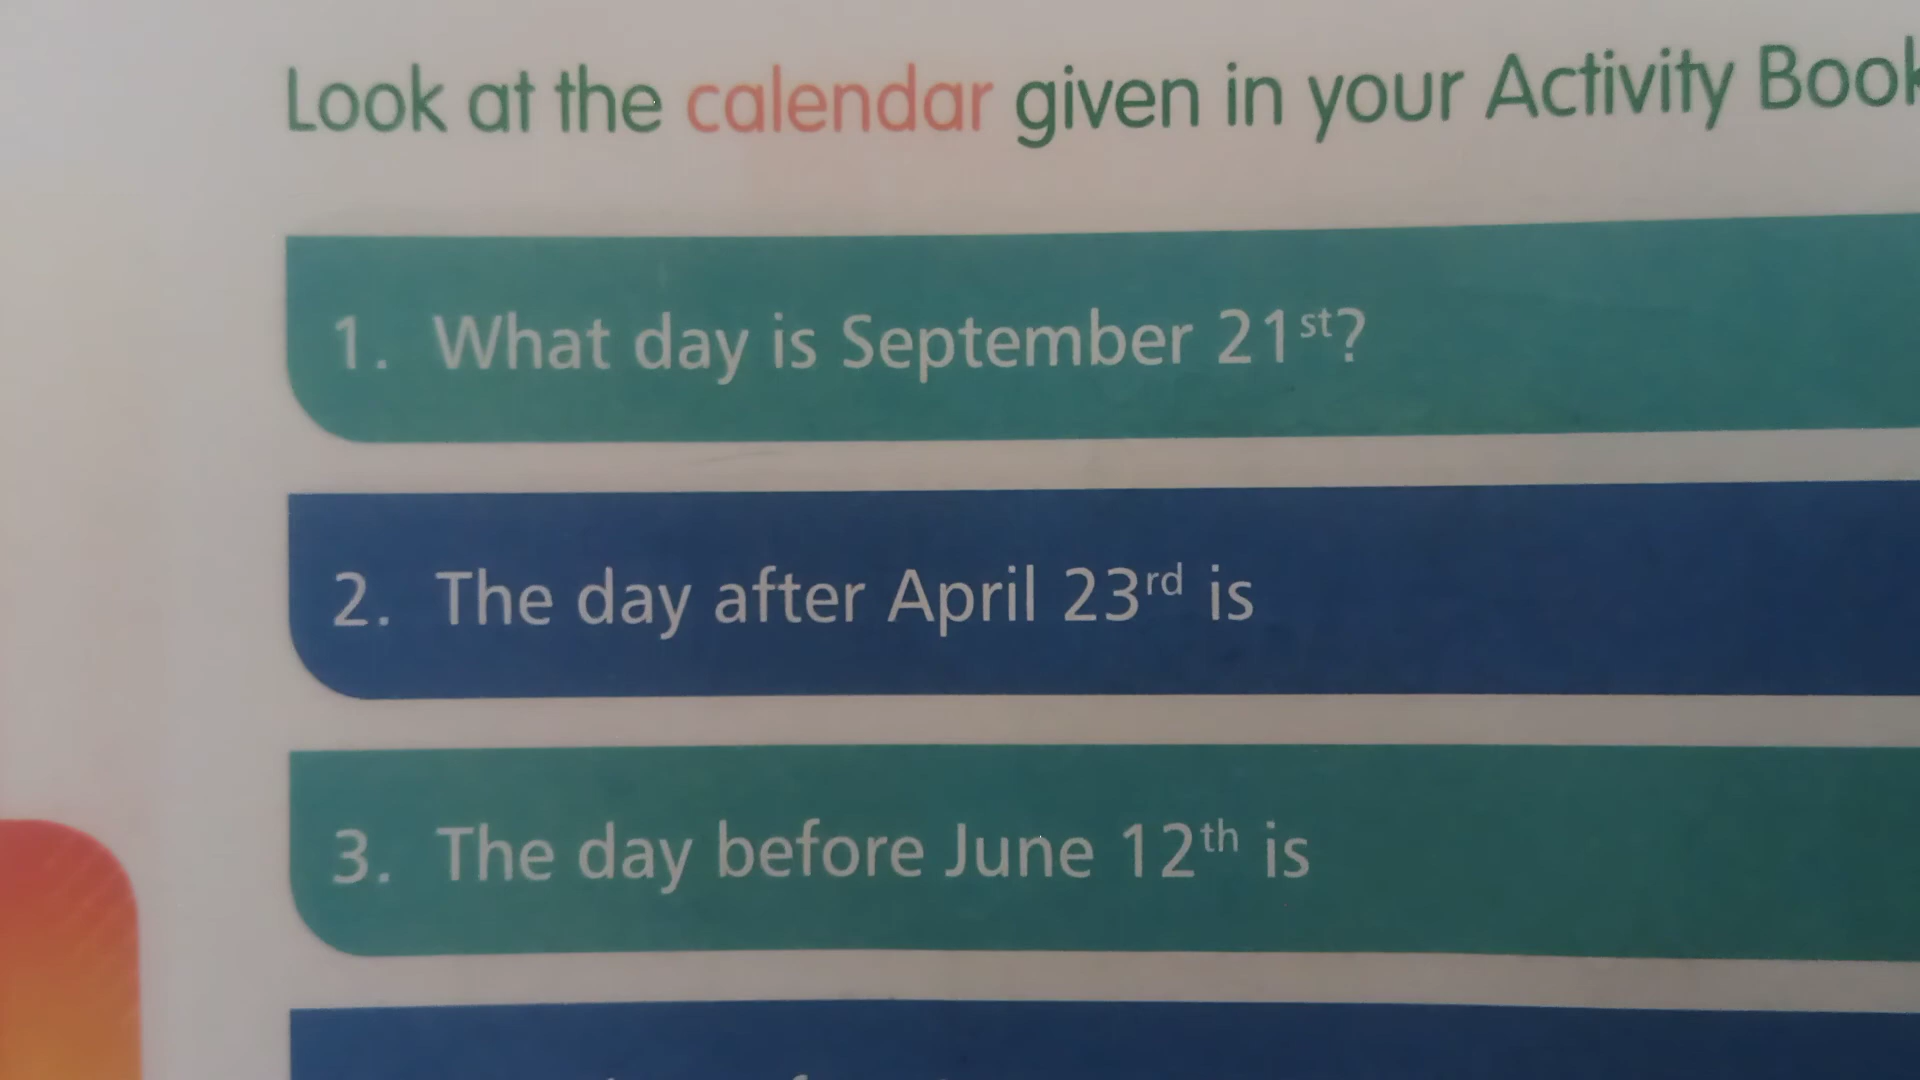 Look at the calendar given in your Activity Book
1. What day is September 21st?
2. The day after April 23rd is
3. The day before June 12th is